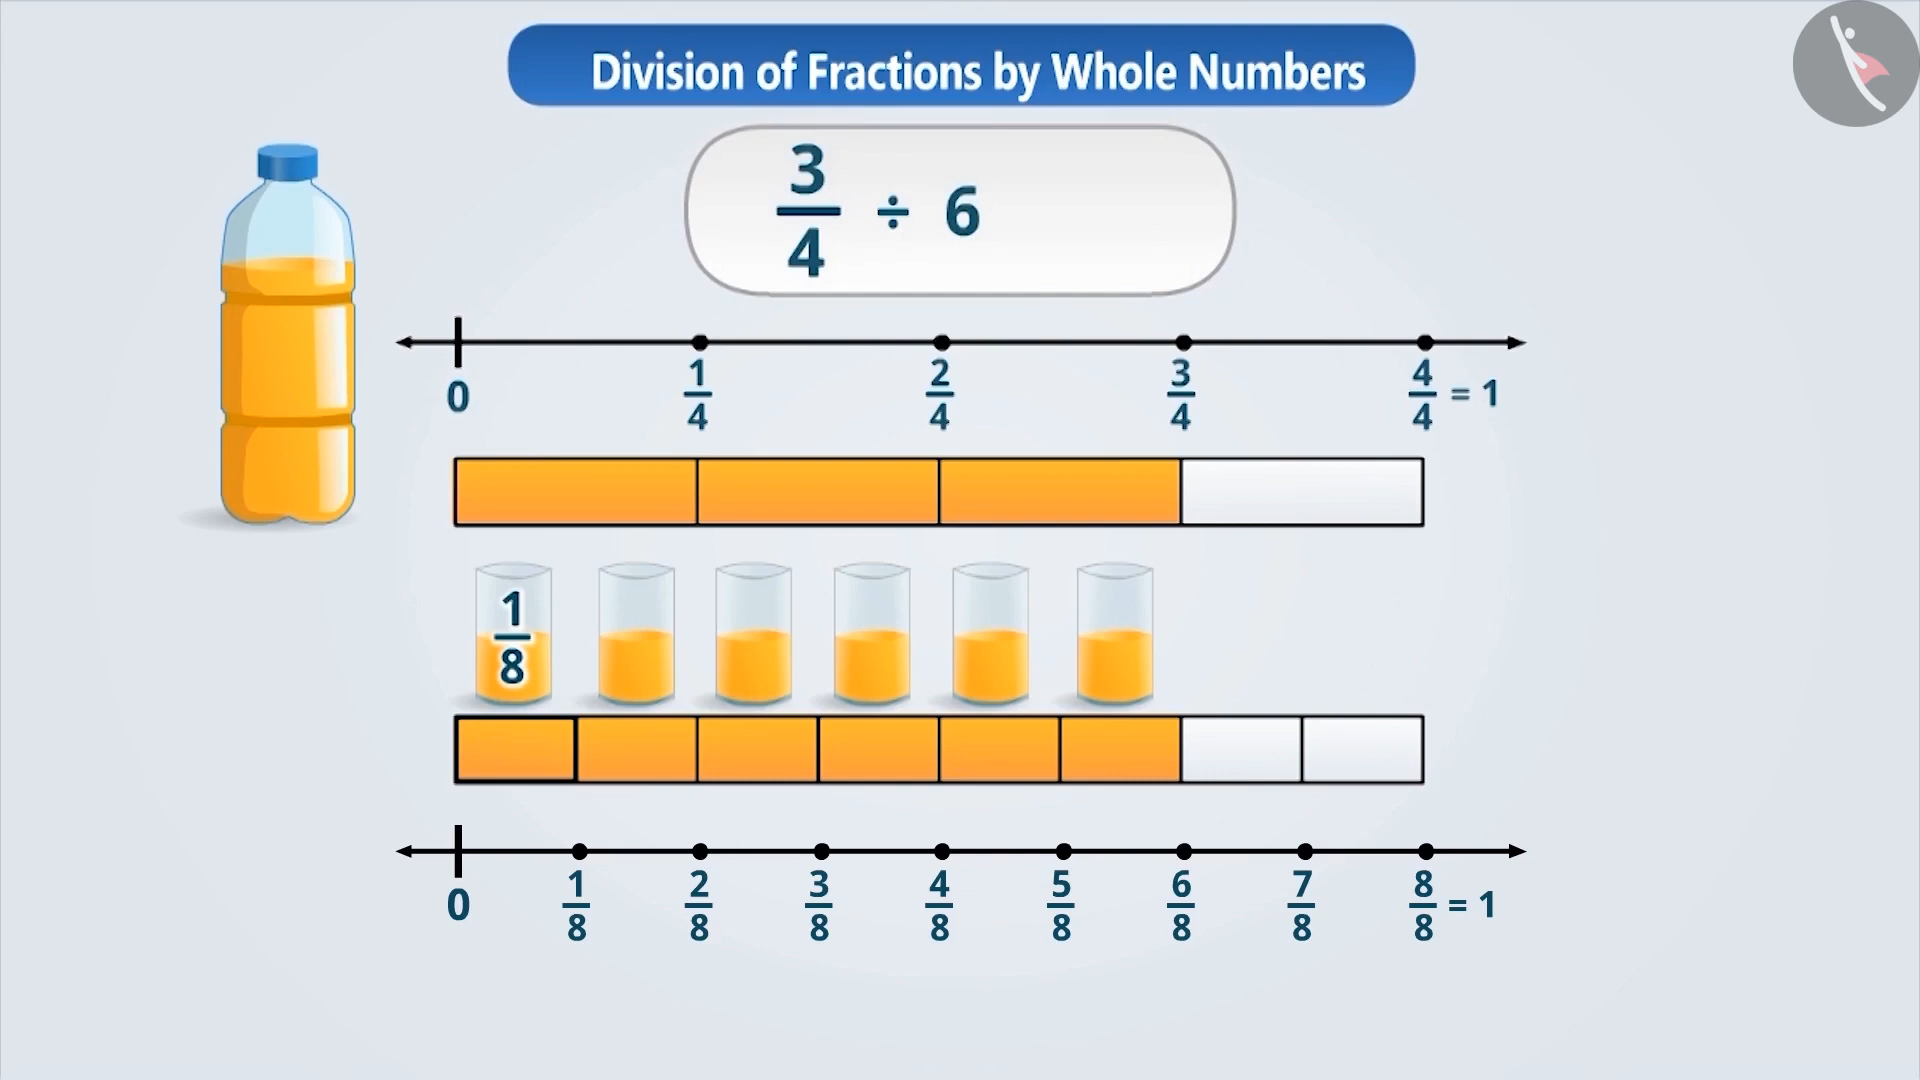 Division of Fractions by Whole Numbers
3/4 ÷ 6
0 1/4 2/4 3/4 4/4 = 1
1/8
0 1/8 2/8 3/8 4/8 5/8 6/8 7/8 8/8 = 1